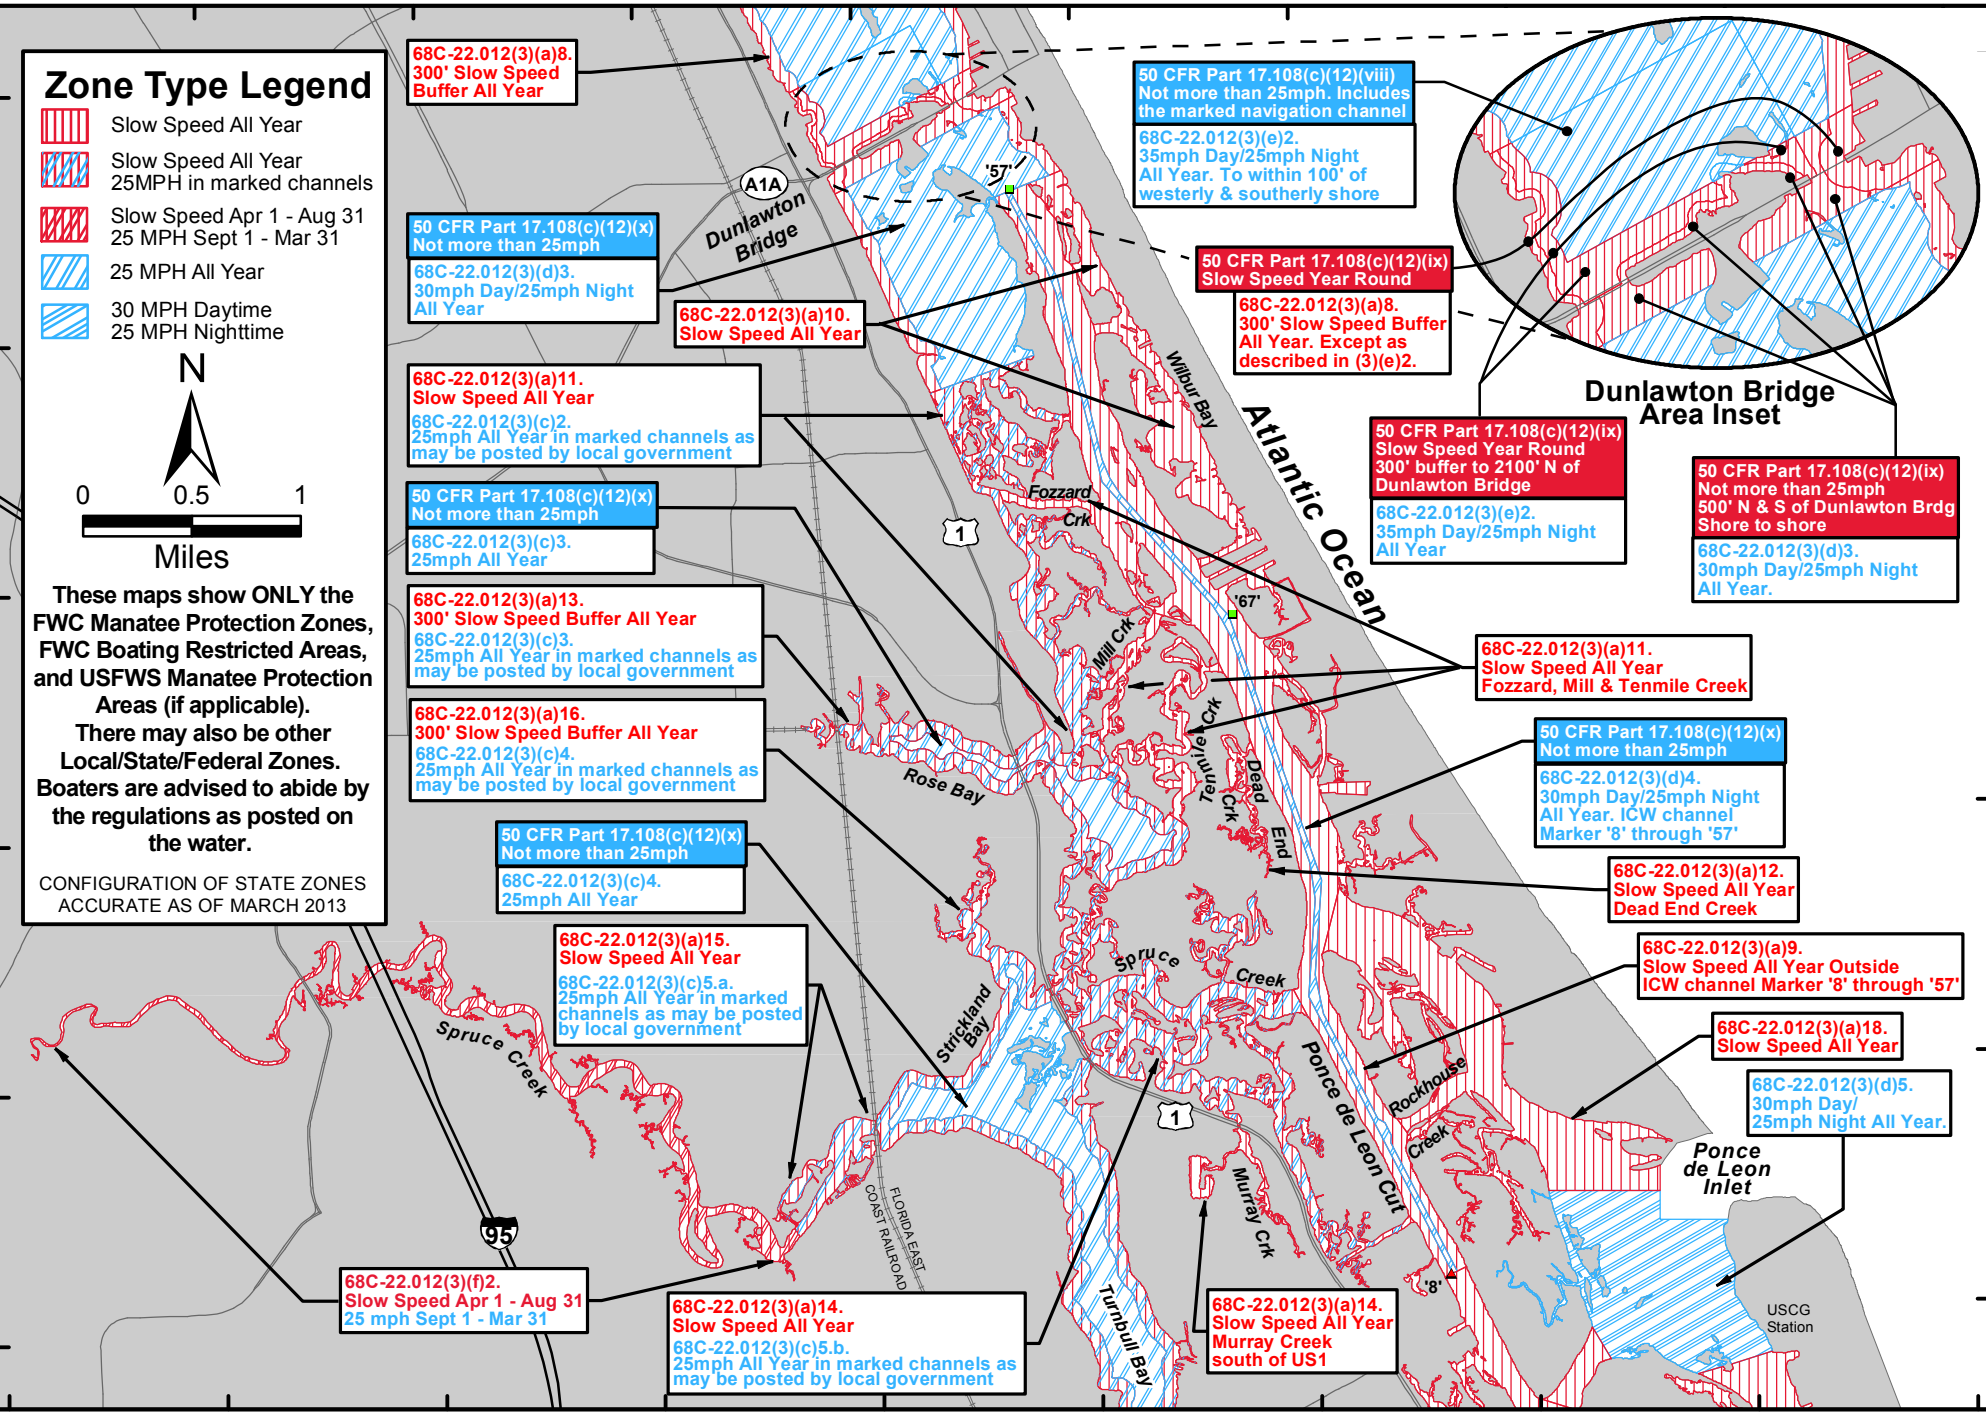 Zone Type Legend
Slow Speed All Year
Slow Speed All Year
25MPH in marked channels
Slow Speed Apr 1 - Aug 31
25 MPH Sept 1 - Mar 31
25 MPH All Year
30 MPH Daytime
25 MPH Nighttime
N
0 0.5 1
Miles
These maps show ONLY the
FWC Manatee Protection Zones,
FWC Boating Restricted Areas,
and USFWS Manatee Protection
Areas (if applicable).
There may also be other
Local/State/Federal Zones.
Boaters are advised to abide by
the regulations as posted on
the water.
CONFIGURATION OF STATE ZONES
ACCURATE AS OF MARCH 2013
68C-22.012(3)(a)8.
300' Slow Speed
Buffer All Year
A1A
Dunlawton
Bridge
'57'
50 CFR Part 17.108(c)(12)(x)
Not more than 25mph
68C-22.012(3)(d)3.
30mph Day/25mph Night
All Year
68C-22.012(3)(a)10.
Slow Speed All Year
68C-22.012(3)(a)11.
Slow Speed All Year
68C-22.012(3)(c)2.
25mph All Year in marked channels as
may be posted by local government
50 CFR Part 17.108(c)(12)(x)
Not more than 25mph
68C-22.012(3)(c)3.
25mph All Year
68C-22.012(3)(a)13.
300' Slow Speed Buffer All Year
68C-22.012(3)(c)3.
25mph All Year in marked channels as
may be posted by local government
68C-22.012(3)(a)16.
300' Slow Speed Buffer All Year
68C-22.012(3)(c)4.
25mph All Year in marked channels as
may be posted by local government
50 CFR Part 17.108(c)(12)(x)
Not more than 25mph
68C-22.012(3)(c)4.
25mph All Year
68C-22.012(3)(a)15.
Slow Speed All Year
68C-22.012(3)(c)5.a.
25mph All Year in marked
channels as may be posted
by local government
68C-22.012(3)(f)2.
Slow Speed Apr 1 - Aug 31
25 mph Sept 1 - Mar 31
68C-22.012(3)(a)14.
Slow Speed All Year
68C-22.012(3)(c)5.b.
25mph All Year in marked channels as
may be posted by local government
68C-22.012(3)(a)14.
Slow Speed All Year
Murray Creek
south of US1
50 CFR Part 17.108(c)(12)(viii)
Not more than 25mph. Includes
the marked navigation channel
68C-22.012(3)(e)2.
35mph Day/25mph Night
All Year. To within 100' of
westerly & southerly shore
50 CFR Part 17.108(c)(12)(ix)
Slow Speed Year Round
68C-22.012(3)(a)8.
300' Slow Speed Buffer
All Year. Except as
described in (3)(e)2.
Dunlawton Bridge
Area Inset
50 CFR Part 17.108(c)(12)(ix)
Slow Speed Year Round
300' buffer to 2100' N of
Dunlawton Bridge
68C-22.012(3)(e)2.
35mph Day/25mph Night
All Year
50 CFR Part 17.108(c)(12)(ix)
Not more than 25mph
500' N & S of Dunlawton Brdg
Shore to shore
68C-22.012(3)(d)3.
30mph Day/25mph Night
All Year.
68C-22.012(3)(a)11.
Slow Speed All Year
Fozzard, Mill & Tenmile Creek
50 CFR Part 17.108(c)(12)(x)
Not more than 25mph
68C-22.012(3)(d)4.
30mph Day/25mph Night
All Year. ICW channel
Marker '8' through '57'
68C-22.012(3)(a)12.
Slow Speed All Year
Dead End Creek
68C-22.012(3)(a)9.
Slow Speed All Year Outside
ICW channel Marker '8' through '57'
68C-22.012(3)(a)18.
Slow Speed All Year
68C-22.012(3)(d)5.
30mph Day/
25mph Night All Year.
Wilbur Bay
Atlantic Ocean
Fozzard
Crk
1
'67'
Mill Crk
Tenmile Crk
Dead End
Crk
Rose Bay
Spruce
Creek
Strickland
Bay
Spruce Creek
1
Ponce de Leon Cut
Rockhouse
Creek
Murray Crk
Ponce
de Leon
Inlet
95
FLORIDA EAST
COAST RAILROAD
Turnbull Bay
'8'
USCG
Station